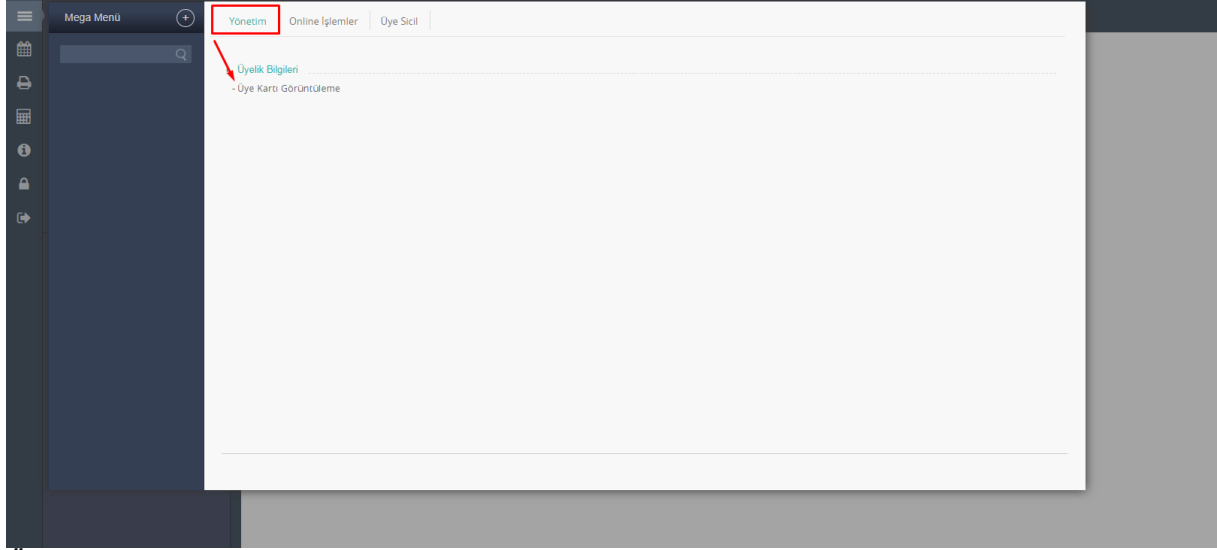 Mega Menü
Yönetim Online İşlemler Üye Sicil
Üyelik Bilgileri
- Üye Kartı Görüntüleme